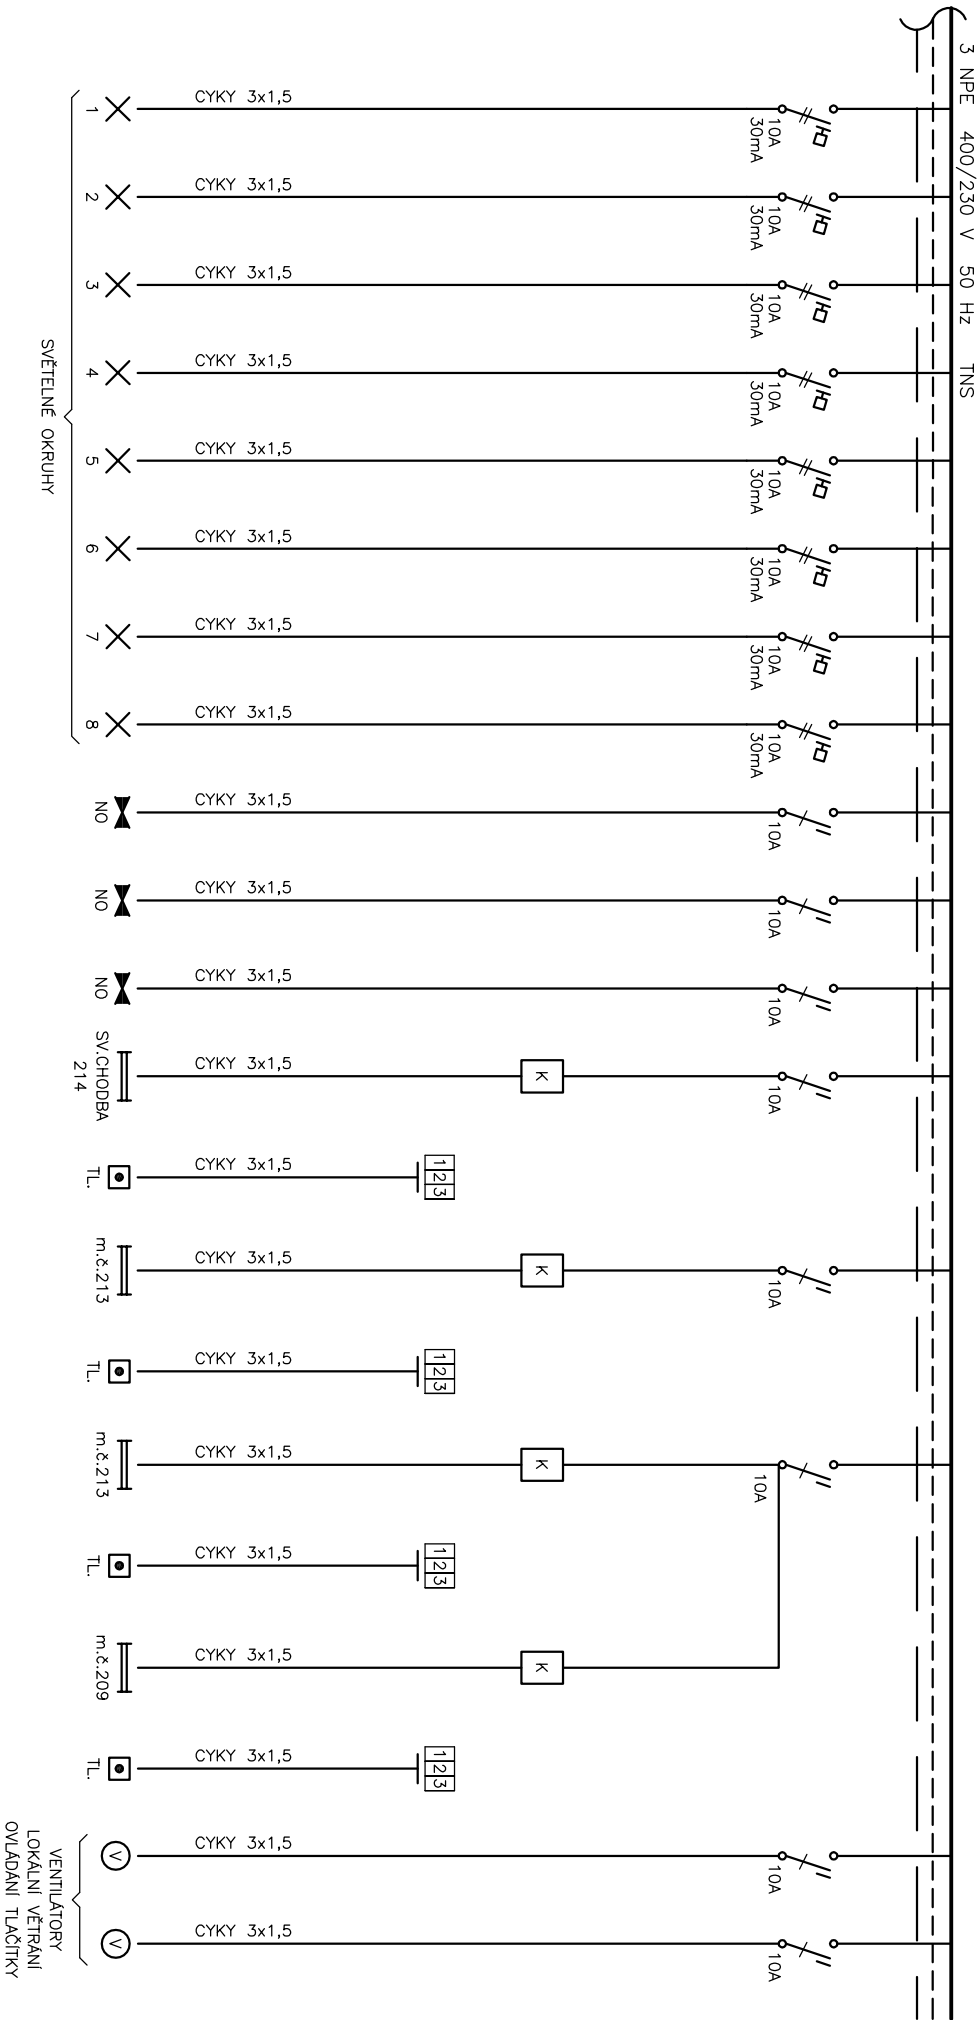 3 NPE 400/230 V 50 Hz TNS
CYKY 3x1,5
10A
30mA
1
CYKY 3x1,5
10A
30mA
2
CYKY 3x1,5
10A
30mA
3
CYKY 3x1,5
10A
30mA
4
CYKY 3x1,5
10A
30mA
5
CYKY 3x1,5
10A
30mA
6
CYKY 3x1,5
10A
30mA
7
CYKY 3x1,5
10A
30mA
8
SVĚTELNÉ OKRUHY
CYKY 3x1,5
10A
NO
CYKY 3x1,5
10A
NO
CYKY 3x1,5
10A
NO
CYKY 3x1,5
K
10A
SV.CHODBA
214
CYKY 3x1,5
1 2 3
TL.
CYKY 3x1,5
K
10A
m.č.213
CYKY 3x1,5
1 2 3
TL.
CYKY 3x1,5
K
10A
m.č.213
CYKY 3x1,5
1 2 3
TL.
CYKY 3x1,5
K
m.č.209
CYKY 3x1,5
1 2 3
TL.
CYKY 3x1,5
10A
V
CYKY 3x1,5
10A
V
VENTILÁTORY
LOKÁLNÍ VĚTRÁNÍ
OVLÁDÁNÍ TLAČÍTKY